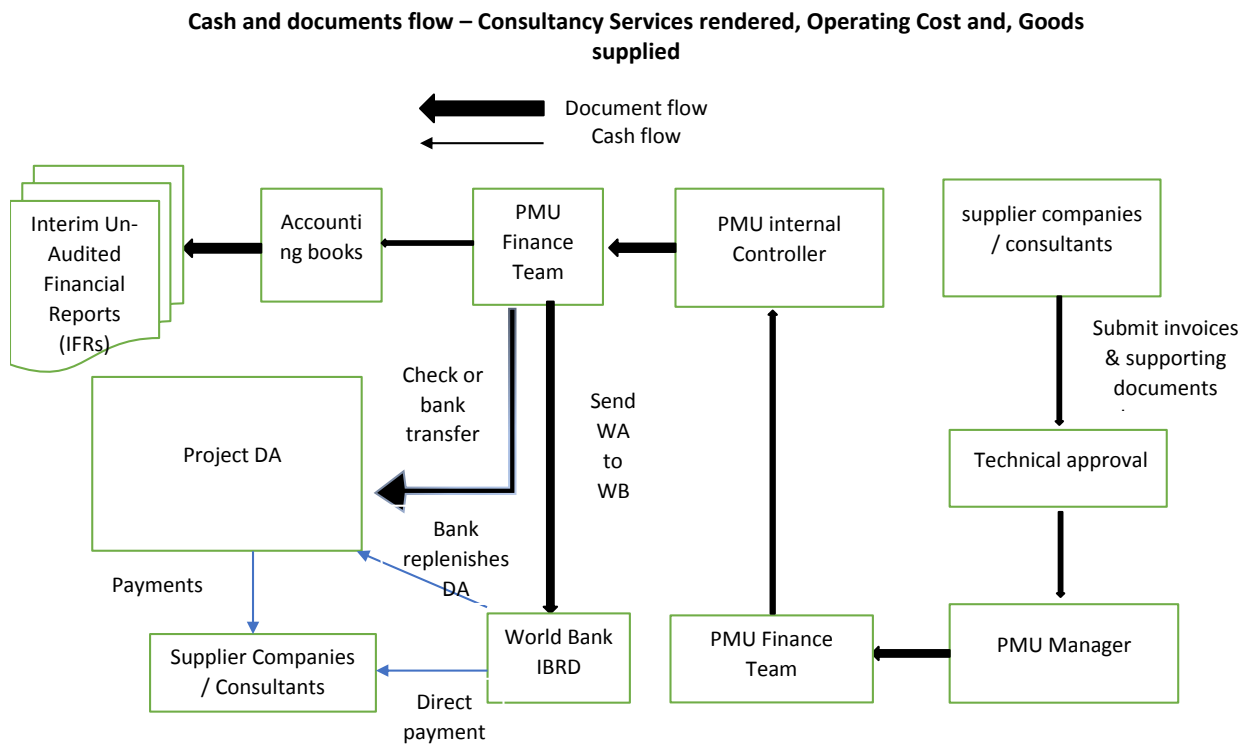 Cash and documents flow – Consultancy Services rendered, Operating Cost and, Goods
supplied
Document flow
Cash flow
Interim Un-
Audited
Financial
Reports
(IFRs)
Accounti
ng books
PMU
Finance
Team
PMU internal
Controller
supplier companies
/ consultants
Submit invoices
& supporting
documents
Check or
bank
transfer
Send
WA
to
WB
Project DA
Technical approval
Bank
replenishes
DA
Payments
Supplier Companies
/ Consultants
World Bank
IBRD
PMU Finance
Team
PMU Manager
Direct
payment